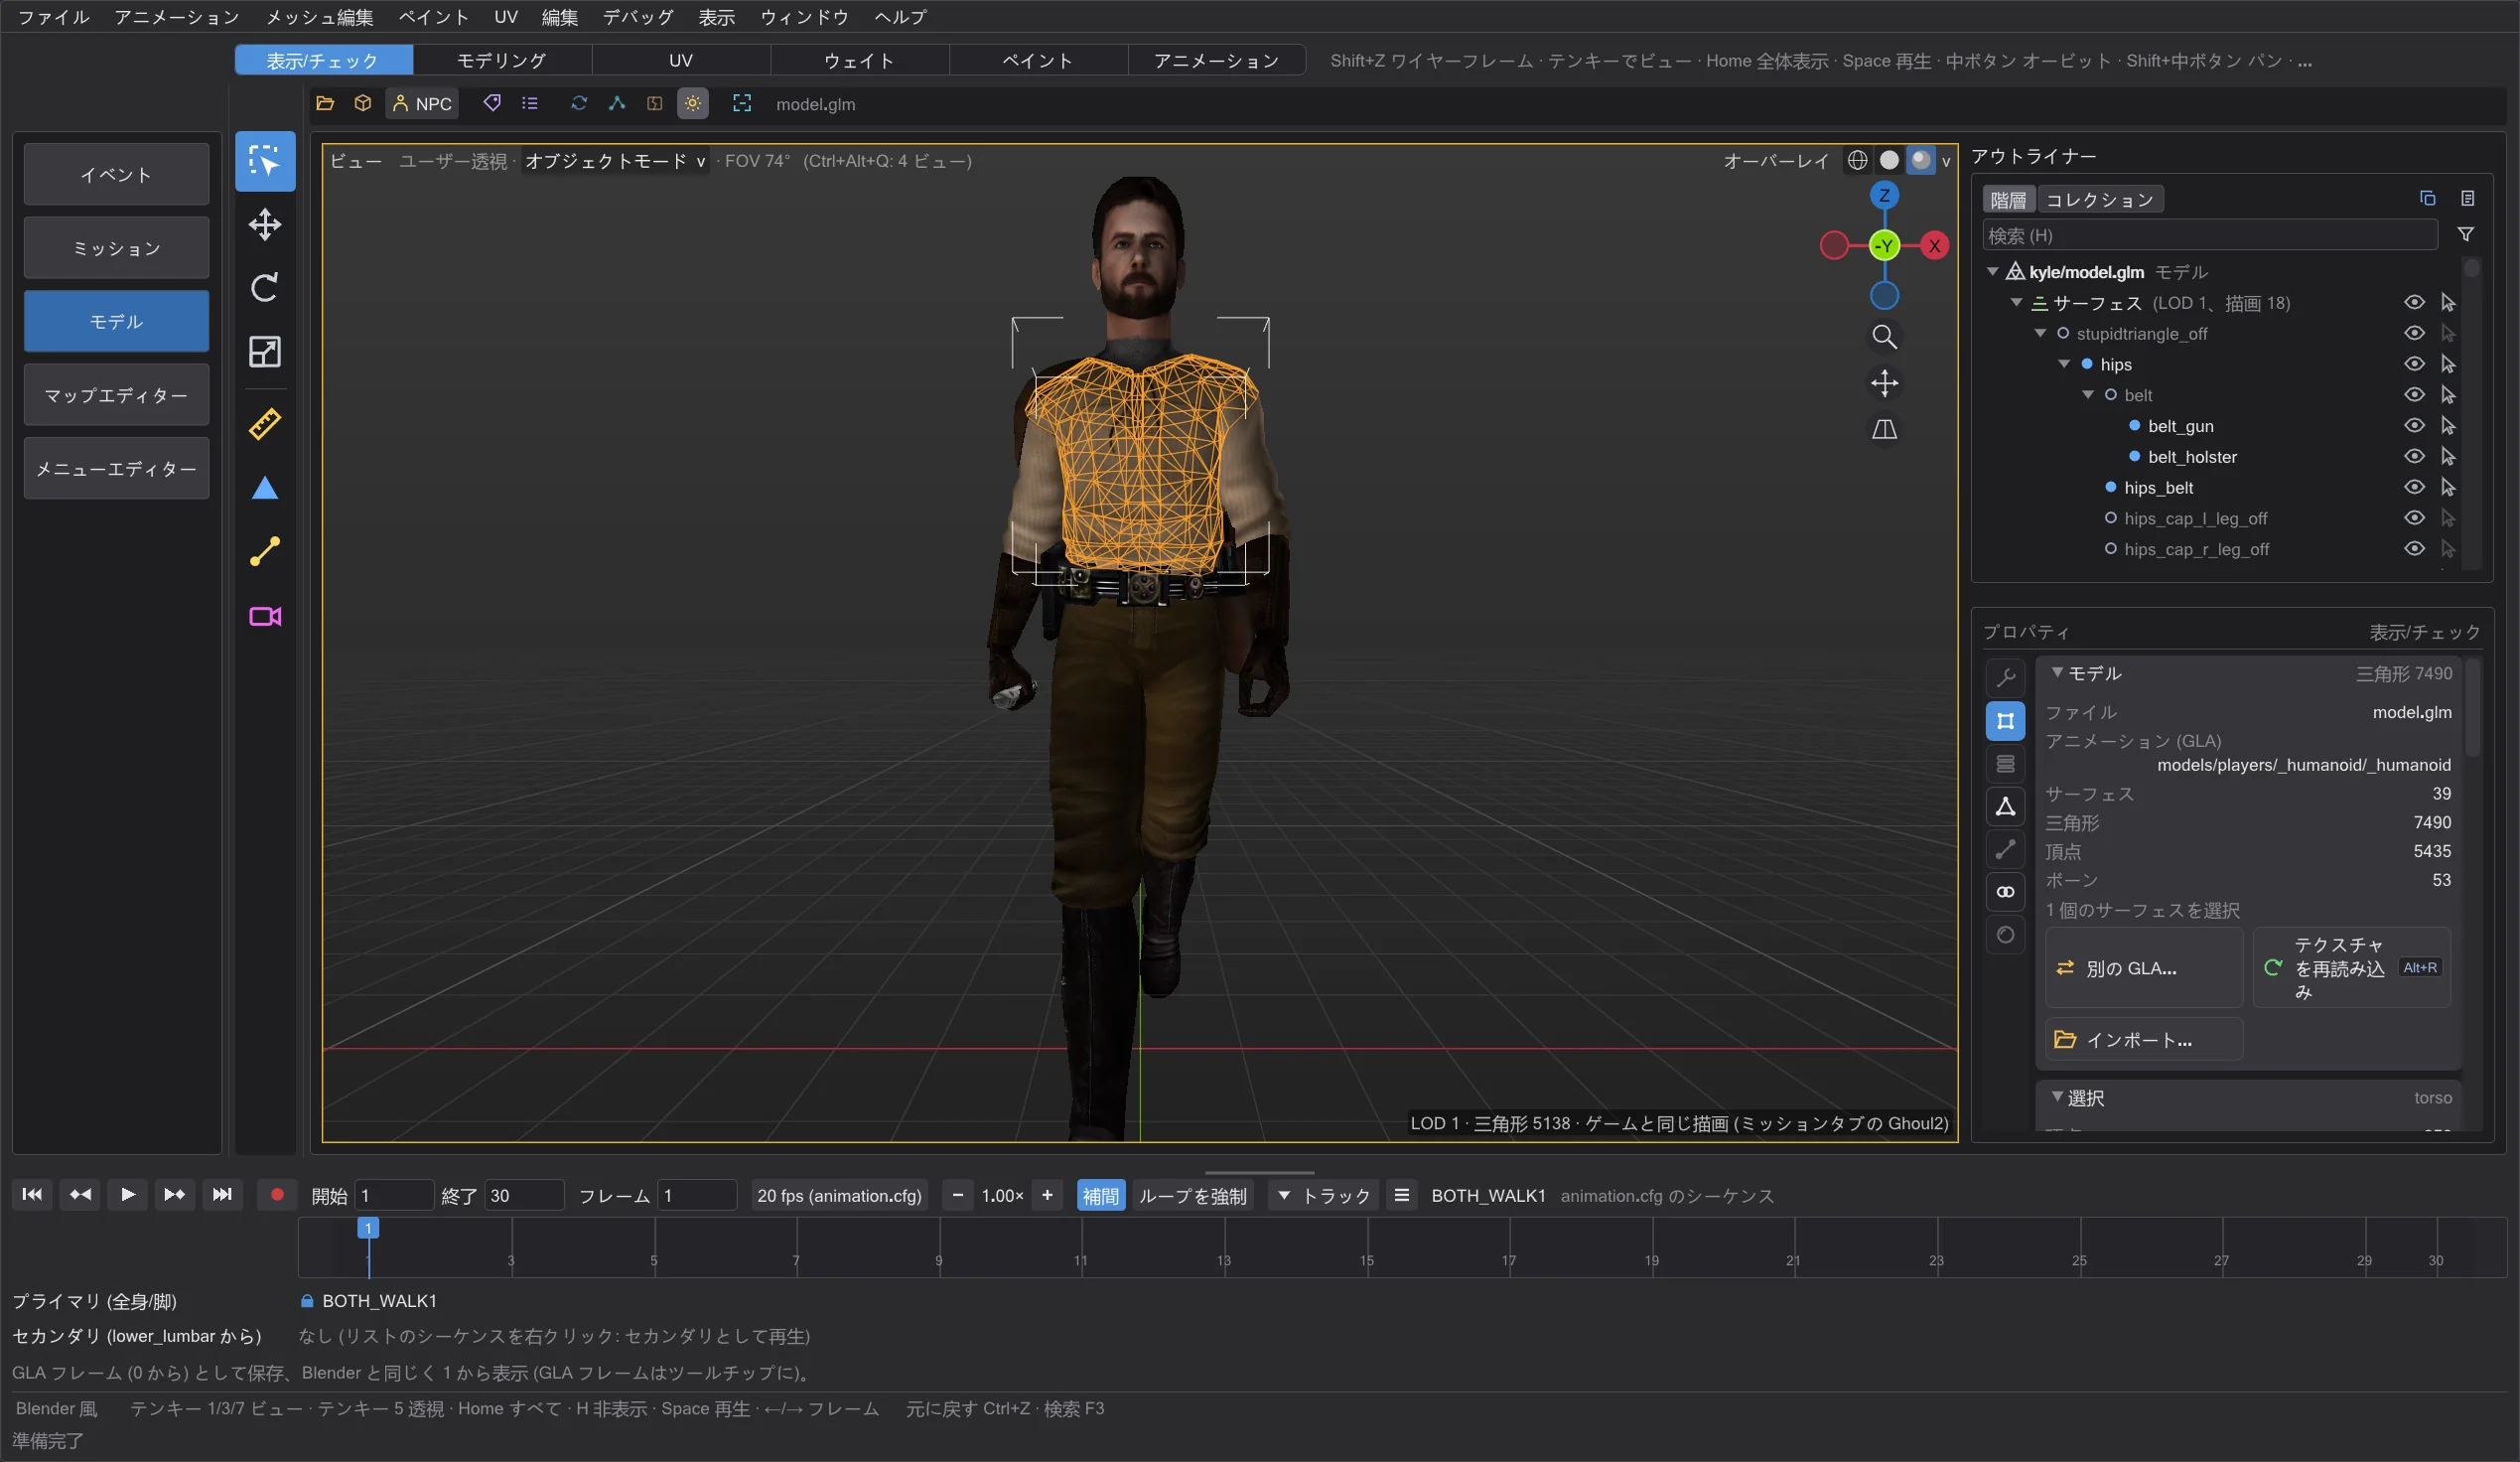 ファイル アニメーション メッシュ編集 ペイント UV 編集 デバッグ 表示 ウィンドウ ヘルプ
表示/チェック モデリング UV ウェイト ペイント アニメーション Shift+Z ワイヤーフレーム · テンキーでビュー · Home 全体表示 · Space 再生 · 中ボタン オービット · Shift+中ボタン パン · ...
NPC model.glm
イベント
ミッション
モデル
マップエディター
メニューエディター
ビュー ユーザー透視 · オブジェクトモード v · FOV 74° (Ctrl+Alt+Q: 4 ビュー)
オーバーレイ v
Z
-Y
X
LOD 1 · 三角形 5138 · ゲームと同じ描画 (ミッションタブの Ghoul2)
アウトライナー
階層 コレクション
検索 (H)
kyle/model.glm モデル
サーフェス (LOD 1、描画 18)
stupidtriangle_off
hips
belt
belt_gun
belt_holster
hips_belt
hips_cap_l_leg_off
hips_cap_r_leg_off
プロパティ 表示/チェック
モデル 三角形 7490
ファイル model.glm
アニメーション (GLA)
models/players/_humanoid/_humanoid
サーフェス 39
三角形 7490
頂点 5435
ボーン 53
1 個のサーフェスを選択
別の GLA...
テクスチャ
を再読み込
み
Alt+R
インポート...
選択 torso
開始 1 終了 30 フレーム 1 20 fps (animation.cfg) − 1.00× + 補間 ループを強制 トラック BOTH_WALK1 animation.cfg のシーケンス
1
1 3 5 7 9 11 13 15 17 19 21 23 25 27 29 30
プライマリ (全身/脚) BOTH_WALK1
セカンダリ (lower_lumbar から) なし (リストのシーケンスを右クリック: セカンダリとして再生)
GLA フレーム (0 から) として保存、Blender と同じく 1 から表示 (GLA フレームはツールチップに)。
Blender 風 テンキー 1/3/7 ビュー · テンキー 5 透視 · Home すべて · H 非表示 · Space 再生 · ←/→ フレーム 元に戻す Ctrl+Z · 検索 F3
準備完了